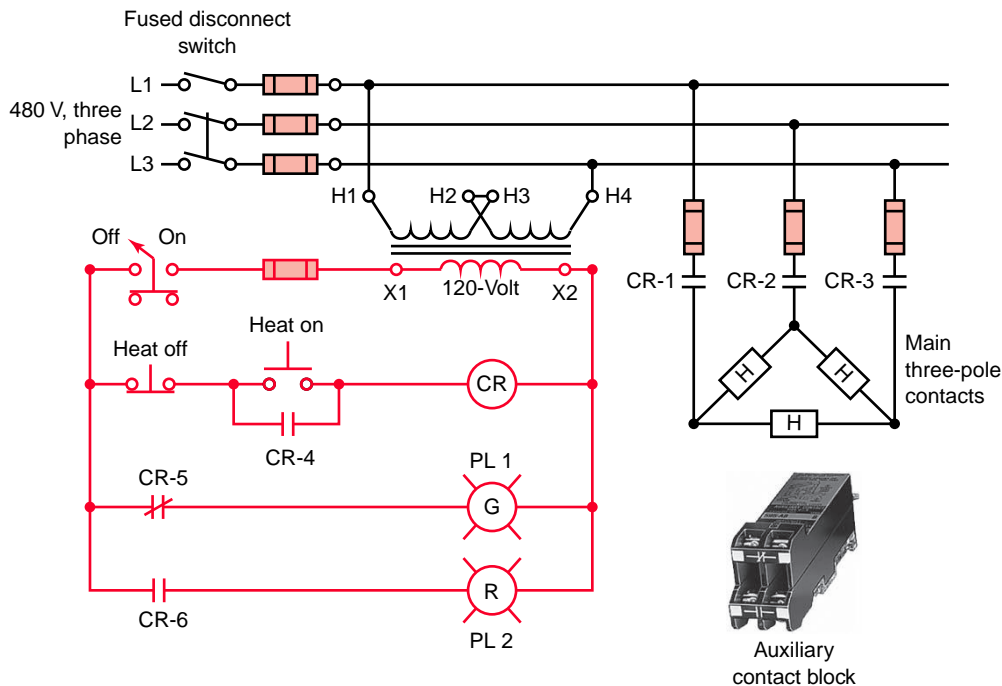 Fused disconnect
switch
L1
480 V, three
phase
L2
L3
H1
H2
H3
H4
Off
On
X1
120-Volt
X2
CR-1
CR-2
CR-3
Heat on
Heat off
CR
CR-4
H
H
H
Main
three-pole
contacts
CR-5
PL 1
G
CR-6
R
PL 2
Auxiliary
contact block